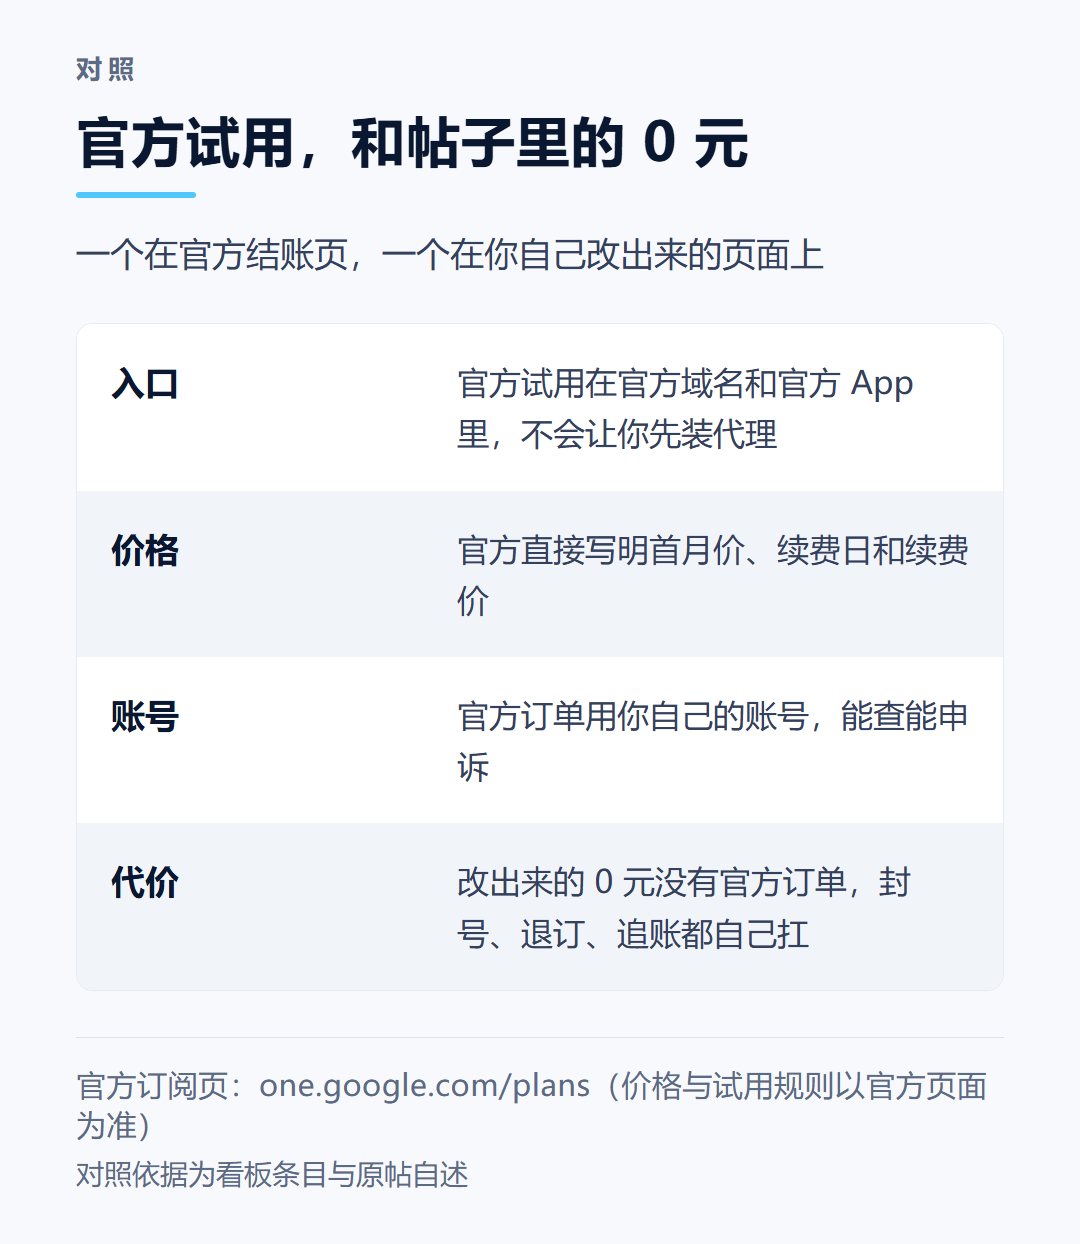 对照
官方试用，和帖子里的 0 元
一个在官方结账页，一个在你自己改出来的页面上
入口
官方试用在官方域名和官方 App
里，不会让你先装代理
价格
官方直接写明首月价、续费日和续费
价
账号
官方订单用你自己的账号，能查能申
诉
代价
改出来的 0 元没有官方订单，封
号、退订、追账都自己扛
官方订阅页：one.google.com/plans（价格与试用规则以官方页面
为准）
对照依据为看板条目与原帖自述